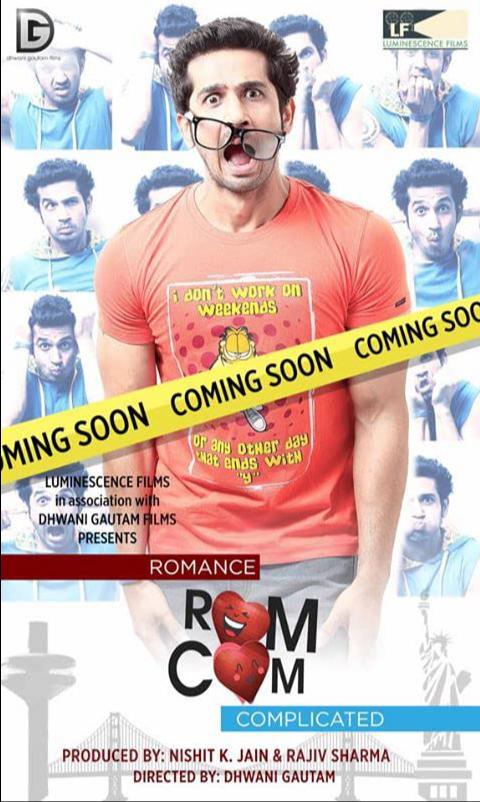 DG
dhwani gautam films
LF
LUMINESCENCE FILMS
i don't work on
weekends
COMING SOO
COMING SOON
MING SOON
or any other day
that ends with
"y"
LUMINESCENCE FILMS
in association with
DHWANI GAUTAM FILMS
PRESENTS
ROMANCE
ROM
COM
COMPLICATED
PRODUCED BY: NISHIT K. JAIN & RAJIV SHARMA
DIRECTED BY: DHWANI GAUTAM